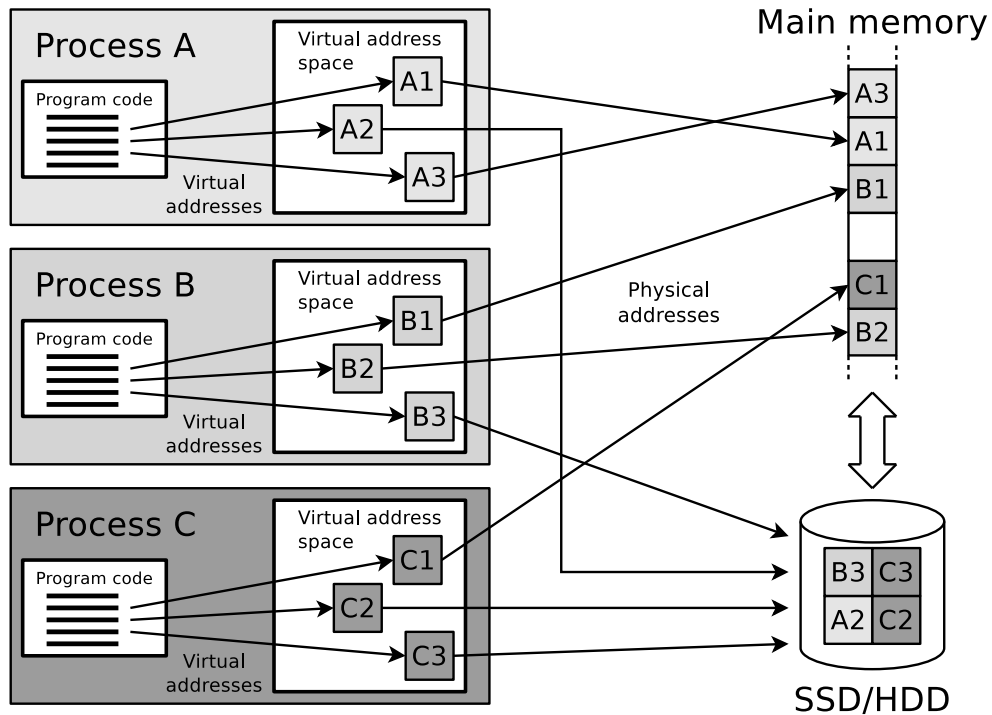 Process A
Program code
Virtual
addresses
Virtual address
space
A1
A2
A3
Process B
Program code
Virtual
addresses
Virtual address
space
B1
B2
B3
Process C
Program code
Virtual
addresses
Virtual address
space
C1
C2
C3
Physical
addresses
Main memory
A3
A1
B1
C1
B2
B3 C3
A2 C2
SSD/HDD